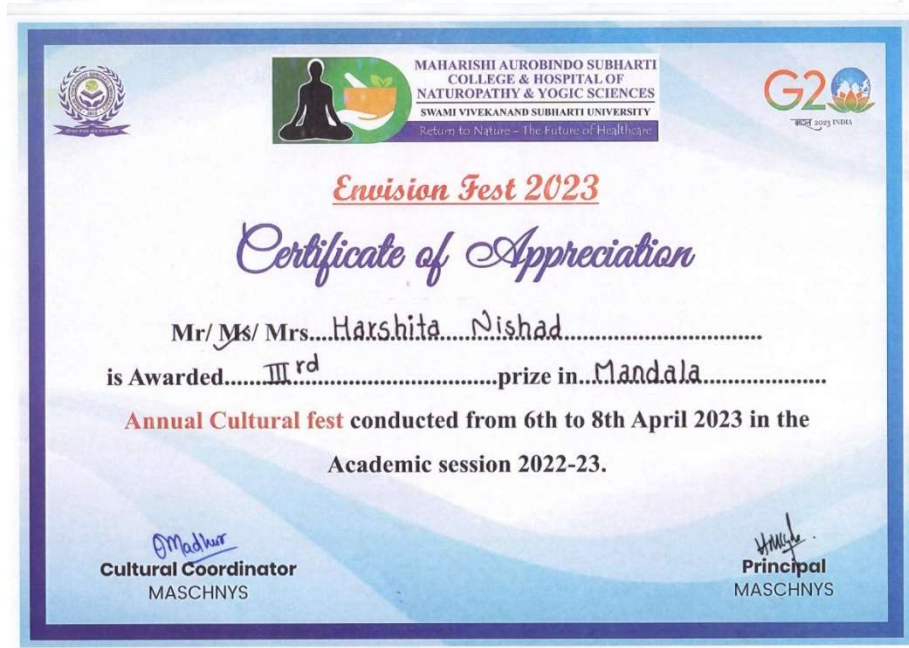 MAHARISHI AUROBINDO SUBHARTI
COLLEGE & HOSPITAL OF
NATUROPATHY & YOGIC SCIENCES
SWAMI VIVEKANAND SUBHARTI UNIVERSITY
Return to Nature – The Future of Healthcare
G20
भारत 2023 INDIA
Envision Fest 2023
Certificate of Appreciation
Mr/ Ms/ Mrs....Harshita Nishad
is Awarded......IIIrd......prize in...Mandala
Annual Cultural fest conducted from 6th to 8th April 2023 in the
Academic session 2022-23.
Cultural Coordinator
MASCHNYS
Principal
MASCHNYS